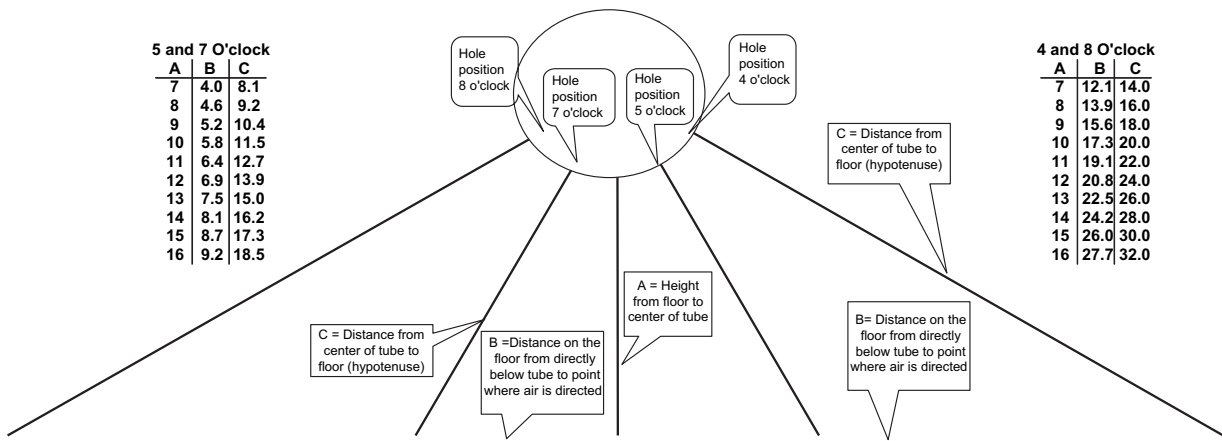 5 and 7 O'clock
A B C
7 4.0 8.1
8 4.6 9.2
9 5.2 10.4
10 5.8 11.5
11 6.4 12.7
12 6.9 13.9
13 7.5 15.0
14 8.1 16.2
15 8.7 17.3
16 9.2 18.5
Hole
position
8 o'clock
Hole
position
7 o'clock
Hole
position
5 o'clock
Hole
position
4 o'clock
4 and 8 O'clock
A B C
7 12.1 14.0
8 13.9 16.0
9 15.6 18.0
10 17.3 20.0
11 19.1 22.0
12 20.8 24.0
13 22.5 26.0
14 24.2 28.0
15 26.0 30.0
16 27.7 32.0
C = Distance from
center of tube to
floor (hypotenuse)
C = Distance from
center of tube to
floor (hypotenuse)
B =Distance on the
floor from directly
below tube to point
where air is directed
A = Height
from floor to
center of tube
B= Distance on the
floor from directly
below tube to point
where air is directed